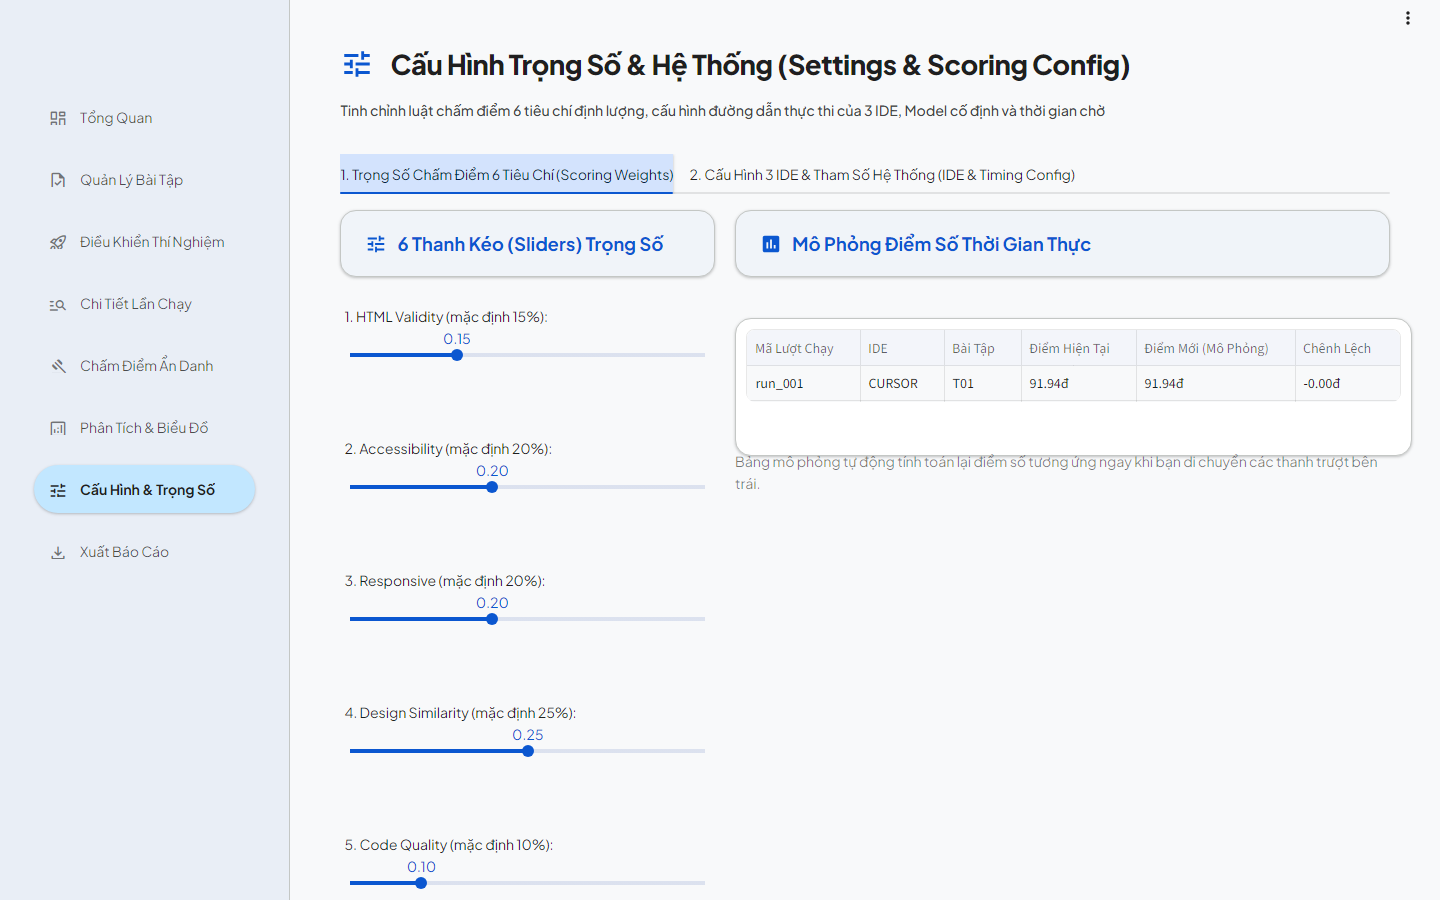 Cấu Hình Trọng Số & Hệ Thống (Settings & Scoring Config)
Tinh chỉnh luật chấm điểm 6 tiêu chí định lượng, cấu hình đường dẫn thực thi của 3 IDE, Model cố định và thời gian chờ
Tổng Quan
Quản Lý Bài Tập
Điều Khiển Thí Nghiệm
Chi Tiết Lần Chạy
Chấm Điểm Ẩn Danh
Phân Tích & Biểu Đồ
Cấu Hình & Trọng Số
Xuất Báo Cáo
1. Trọng Số Chấm Điểm 6 Tiêu Chí (Scoring Weights)
2. Cấu Hình 3 IDE & Tham Số Hệ Thống (IDE & Timing Config)
6 Thanh Kéo (Sliders) Trọng Số
1. HTML Validity (mặc định 15%):
0.15
2. Accessibility (mặc định 20%):
0.20
3. Responsive (mặc định 20%):
0.20
4. Design Similarity (mặc định 25%):
0.25
5. Code Quality (mặc định 10%):
0.10
Mô Phỏng Điểm Số Thời Gian Thực
Mã Lượt Chạy IDE Bài Tập Điểm Hiện Tại Điểm Mới (Mô Phỏng) Chênh Lệch
run_001 CURSOR T01 91.94đ 91.94đ -0.00đ
Bảng mô phỏng tự động tính toán lại điểm số tương ứng ngay khi bạn di chuyển các thanh trượt bên
trái.